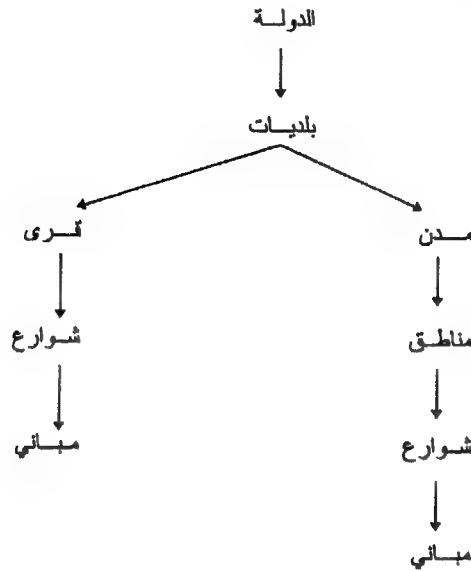 الدولة
بلديات
مدن
قرى
مناطق
شوارع
شوارع
مباني
مباني